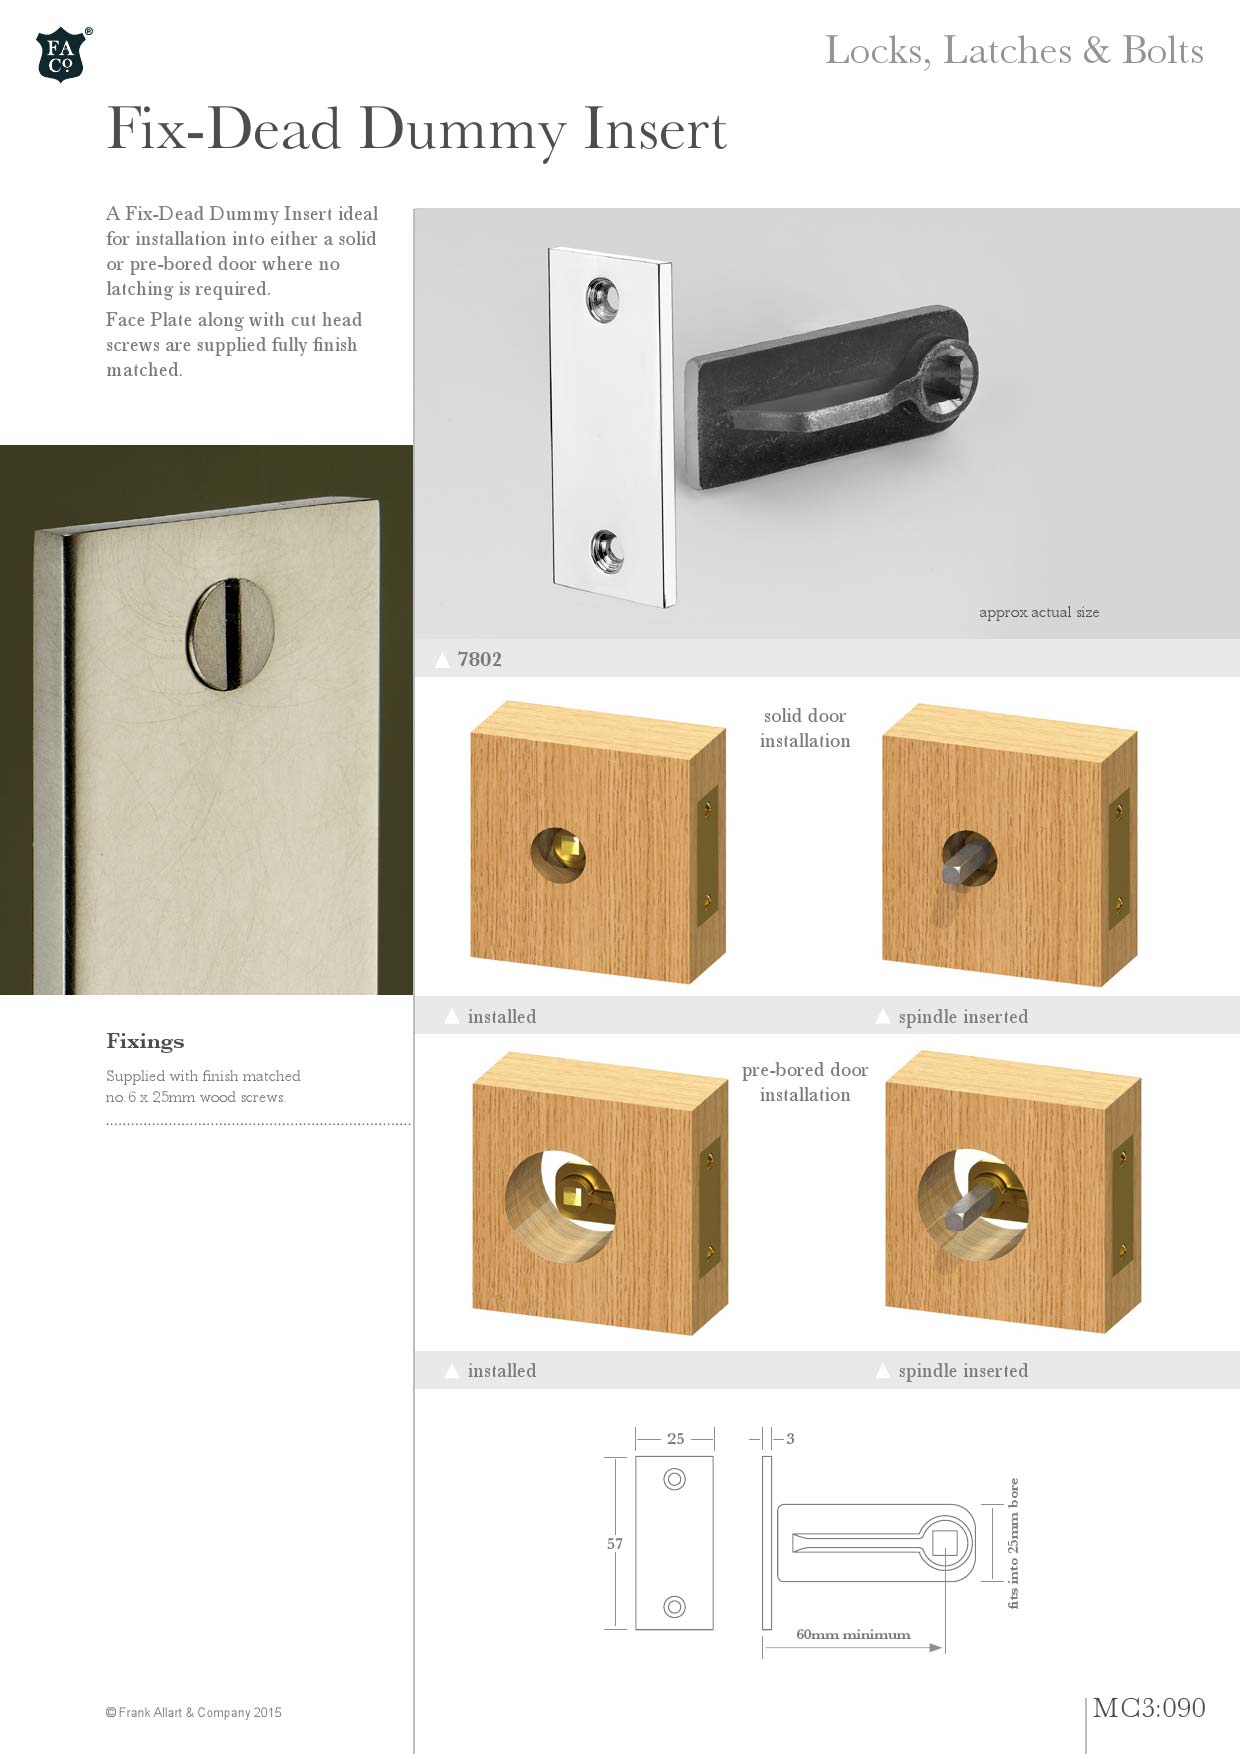 FA
Co.
®
Locks, Latches & Bolts
Fix-Dead Dummy Insert
A Fix-Dead Dummy Insert ideal
for installation into either a solid
or pre-bored door where no
latching is required.
Face Plate along with cut head
screws are supplied fully finish
matched.
approx actual size
7802
solid door
installation
installed
spindle inserted
Fixings
Supplied with finish matched
no. 6 x 25mm wood screws.
pre-bored door
installation
installed
spindle inserted
25
3
57
fits into 25mm bore
60mm minimum
© Frank Allart & Company 2015
MC3:090